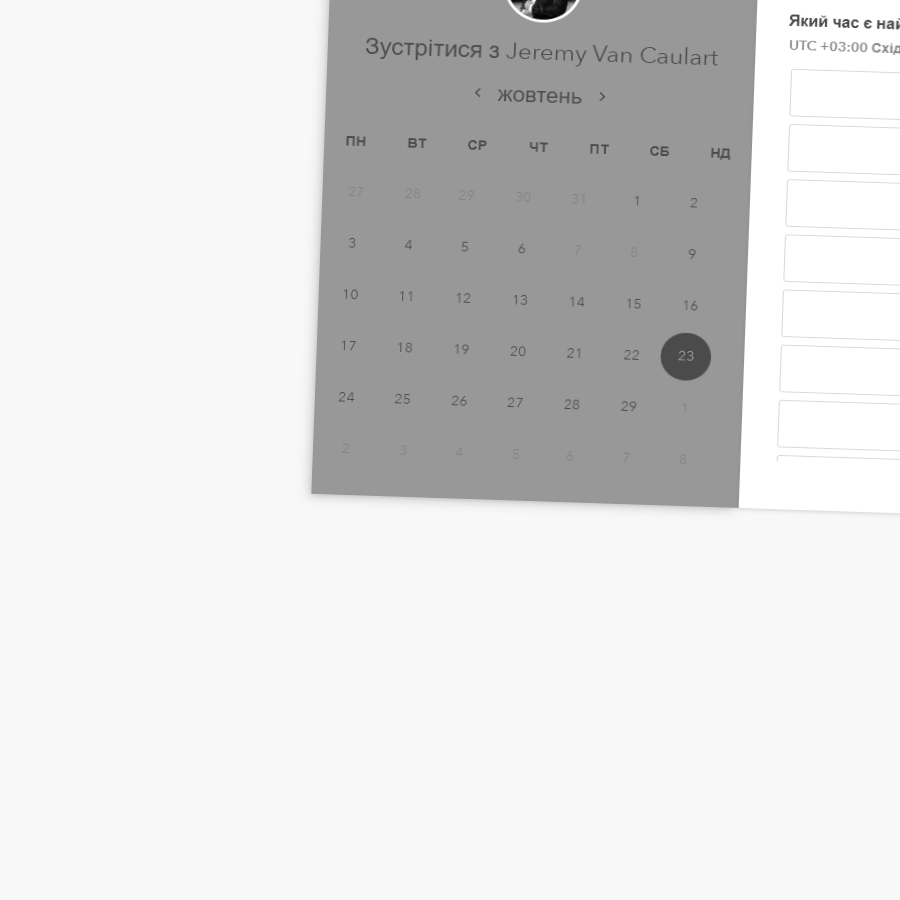 Зустрітися з Jeremy Van Caulart
жовтень
ПН ВТ СР ЧТ ПТ СБ НД
27 28 29 30 31 1 2
3 4 5 6 7 8 9
10 11 12 13 14 15 16
17 18 19 20 21 22 23
24 25 26 27 28 29 1
2 3 4 5 6 7 8
Який час є най
UTC +03:00 Схід